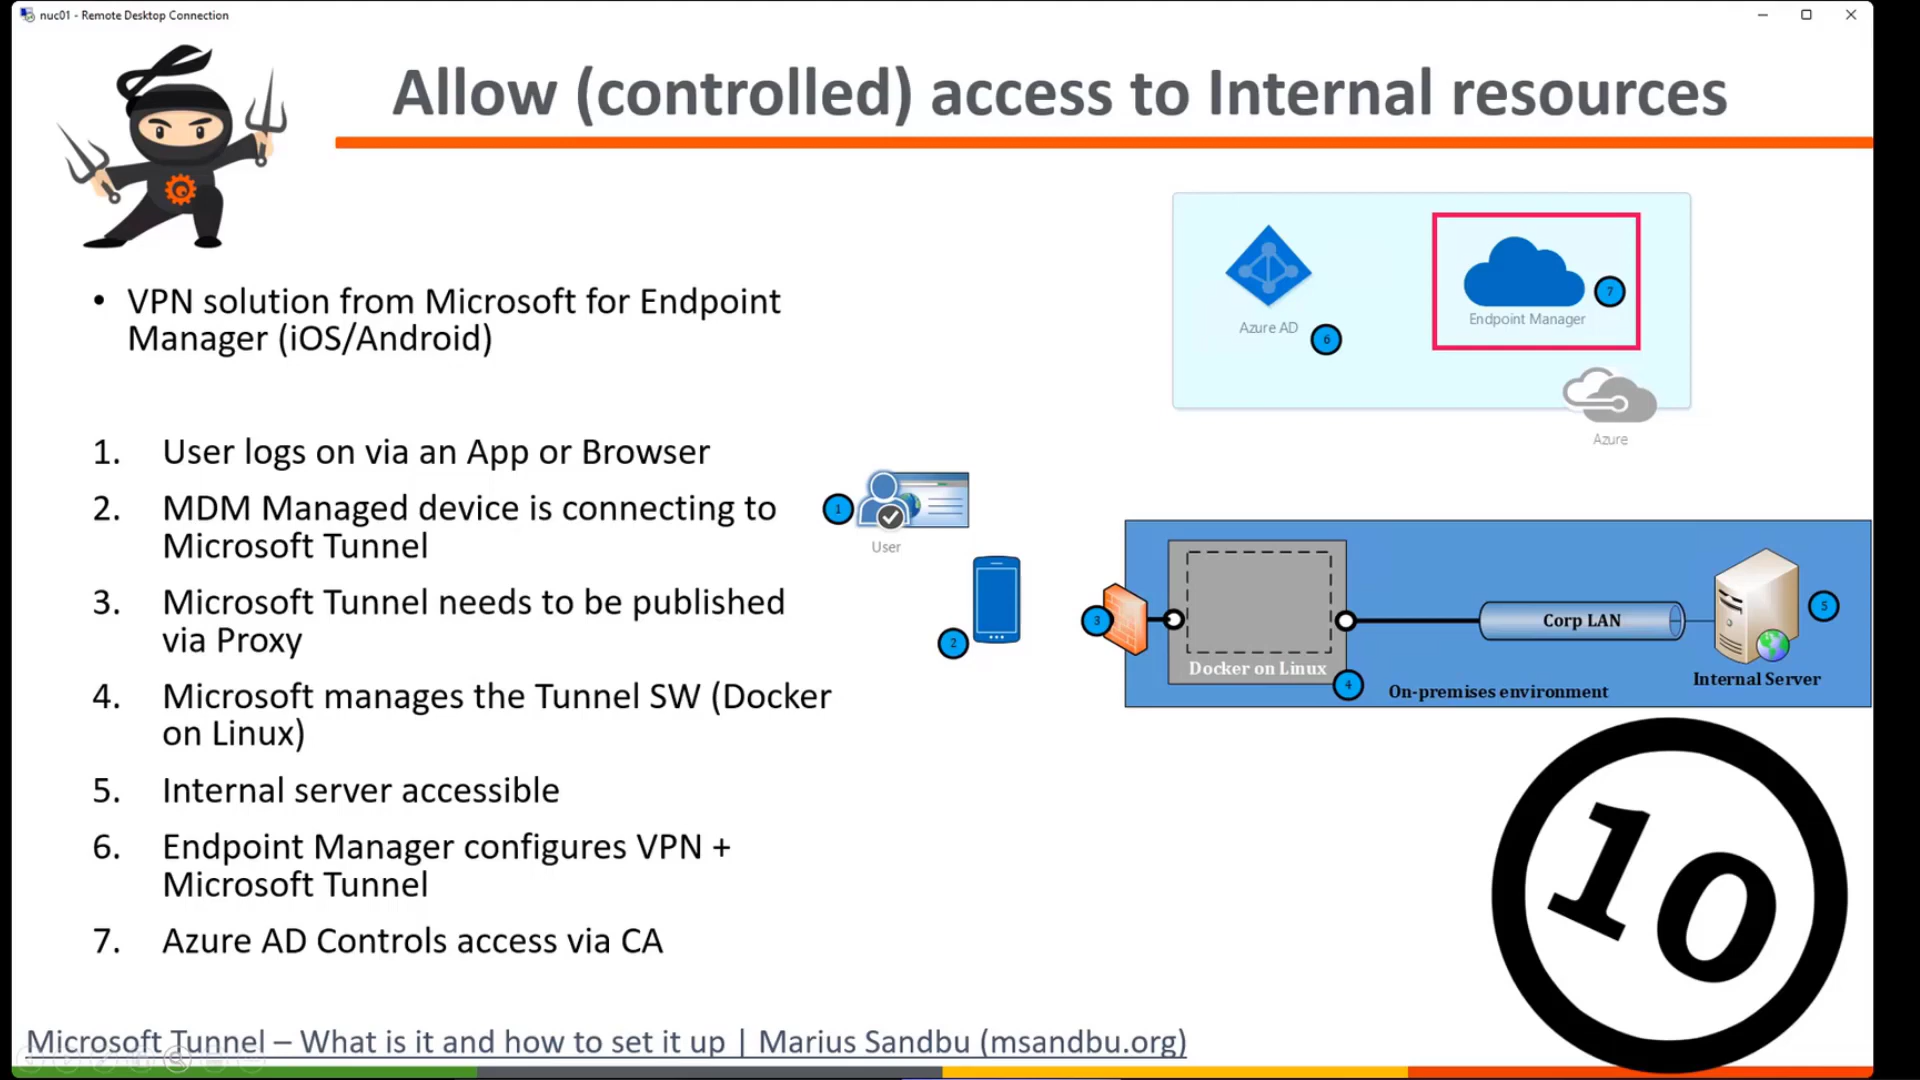 nuc01 - Remote Desktop Connection
Allow (controlled) access to Internal resources
• VPN solution from Microsoft for Endpoint
Manager (iOS/Android)
1. User logs on via an App or Browser
2. MDM Managed device is connecting to
Microsoft Tunnel
3. Microsoft Tunnel needs to be published
via Proxy
4. Microsoft manages the Tunnel SW (Docker
on Linux)
5. Internal server accessible
6. Endpoint Manager configures VPN +
Microsoft Tunnel
7. Azure AD Controls access via CA
Azure AD
6
Endpoint Manager
7
Azure
1
User
2
3
Docker on Linux
4
Corp LAN
On-premises environment
Internal Server
5
10
Microsoft Tunnel – What is it and how to set it up | Marius Sandbu (msandbu.org)